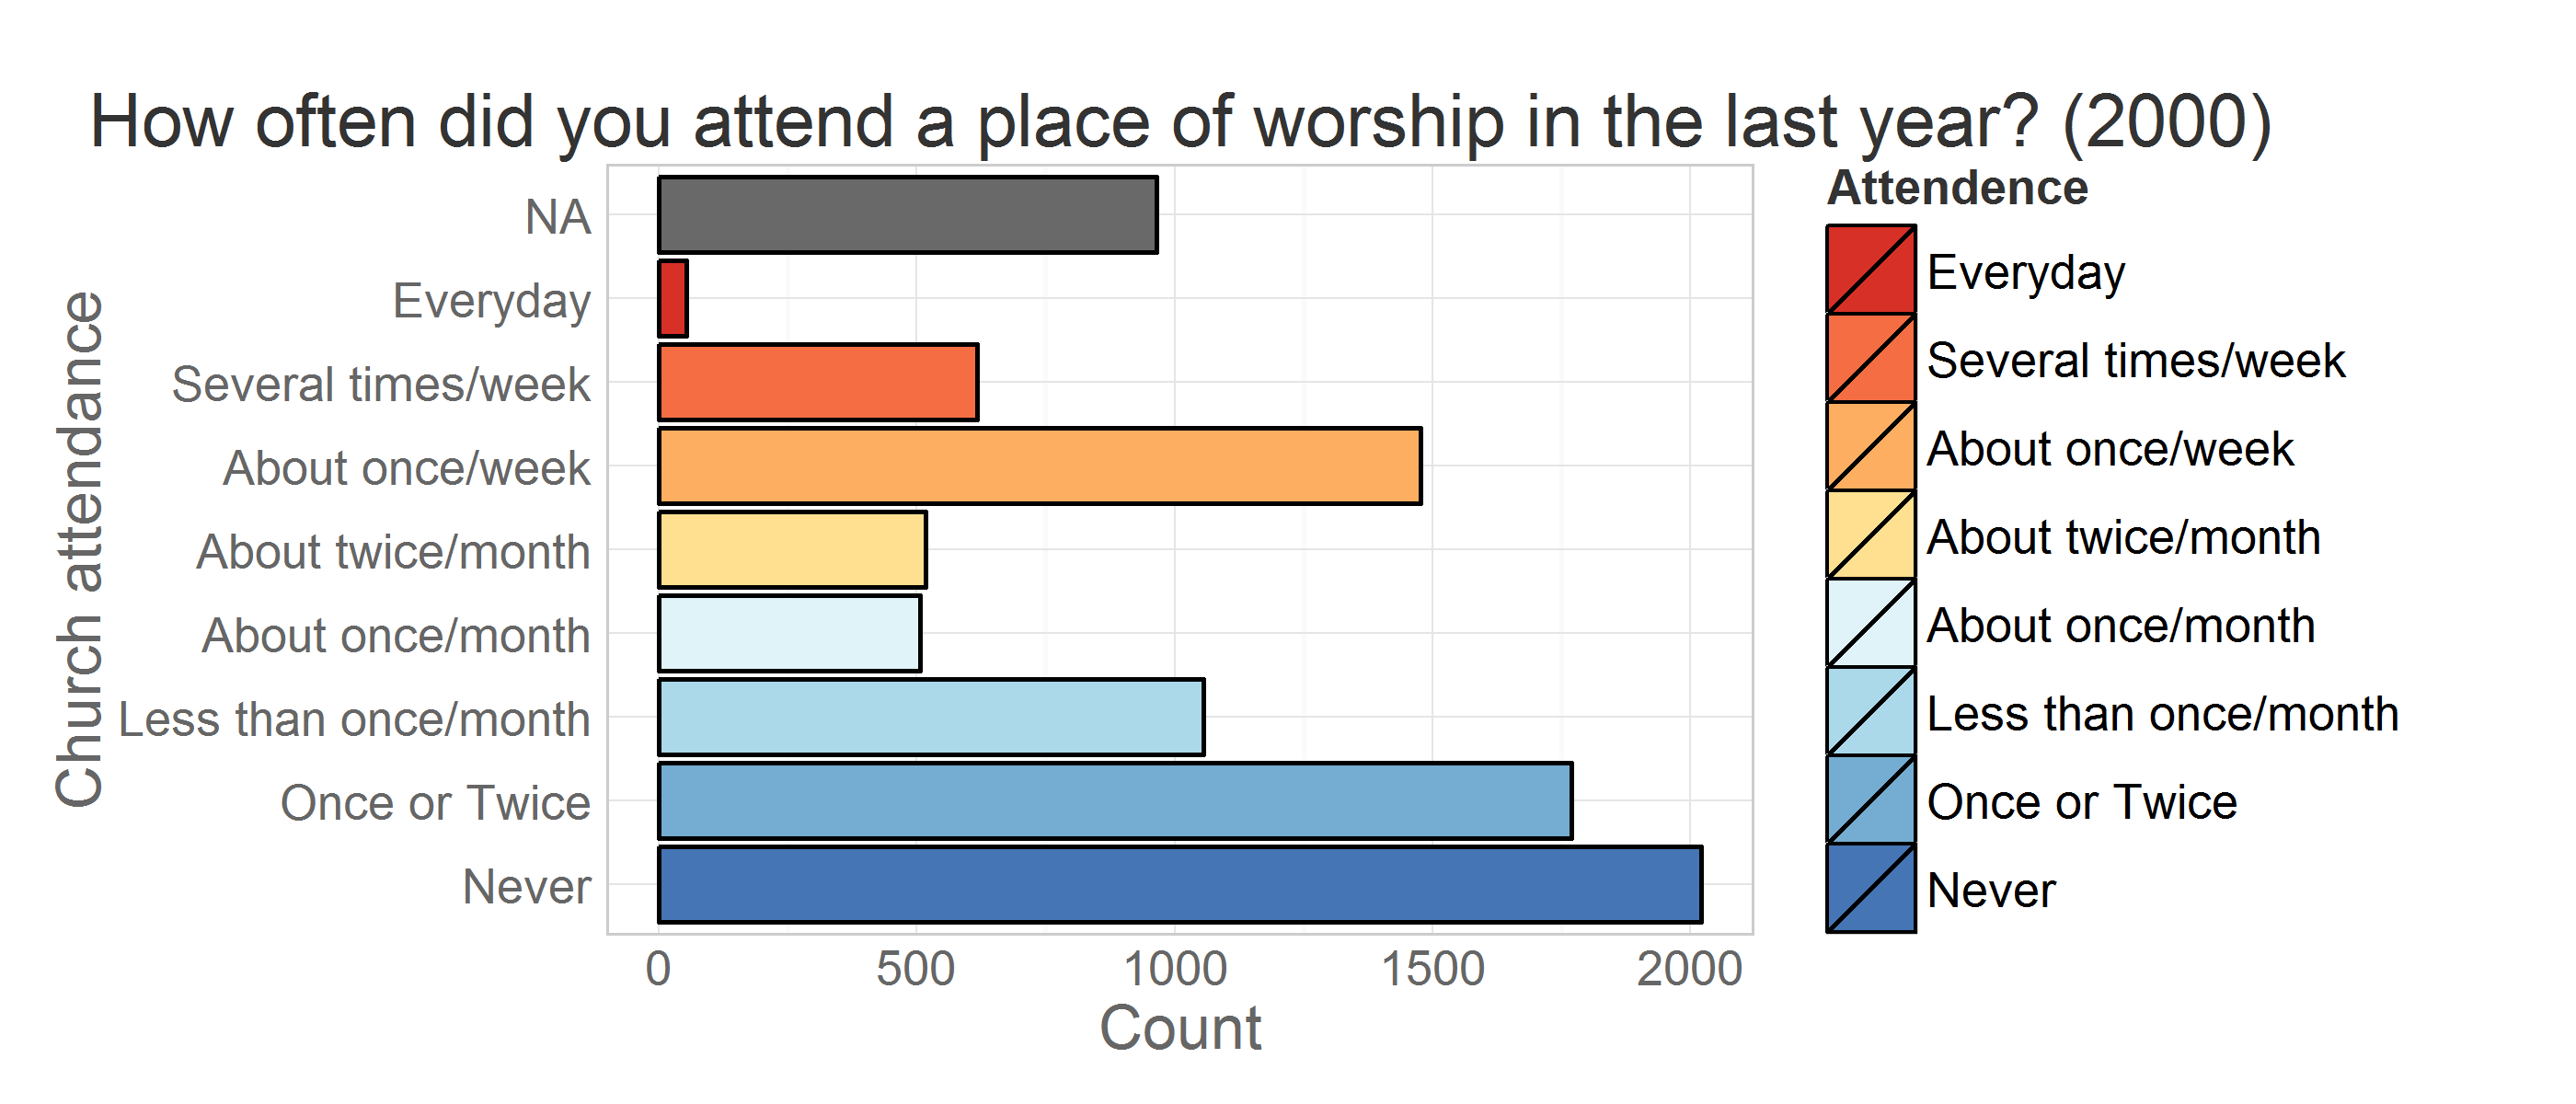 How often did you attend a place of worship in the last year? (2000)
Church attendance
NA
Everyday
Several times/week
About once/week
About twice/month
About once/month
Less than once/month
Once or Twice
Never
0 500 1000 1500 2000
Count
Attendence
Everyday
Several times/week
About once/week
About twice/month
About once/month
Less than once/month
Once or Twice
Never